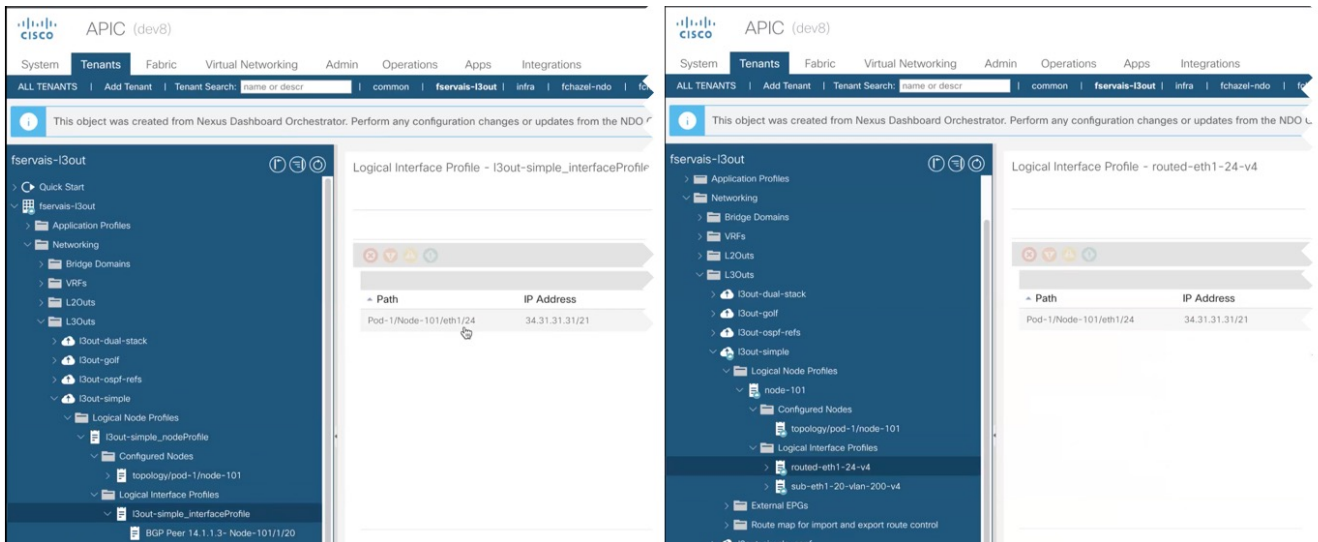 CISCO
APIC (dev8)
System Tenants Fabric Virtual Networking Admin Operations Apps Integrations
ALL TENANTS | Add Tenant | Tenant Search: name or descr | common | fservais-l3out | infra | fchazel-ndo |
This object was created from Nexus Dashboard Orchestrator. Perform any configuration changes or updates from the NDO
fservais-l3out
Quick Start
fservais-l3out
Application Profiles
Networking
Bridge Domains
VRFs
L2Outs
L3Outs
l3out-dual-stack
l3out-golf
l3out-ospf-refs
l3out-simple
Logical Node Profiles
l3out-simple_nodeProfile
Configured Nodes
topology/pod-1/node-101
Logical Interface Profiles
l3out-simple_interfaceProfile
BGP Peer 14.1.1.3- Node-101/1/20
Logical Interface Profile - l3out-simple_interfaceProfile
Path IP Address
Pod-1/Node-101/eth1/24 34.31.31.31/21
CISCO
APIC (dev8)
System Tenants Fabric Virtual Networking Admin Operations Apps Integrations
ALL TENANTS | Add Tenant | Tenant Search: name or descr | common | fservais-l3out | infra | fchazel-ndo |
This object was created from Nexus Dashboard Orchestrator. Perform any configuration changes or updates from the NDO
fservais-l3out
Application Profiles
Networking
Bridge Domains
VRFs
L2Outs
L3Outs
l3out-dual-stack
l3out-golf
l3out-ospf-refs
l3out-simple
Logical Node Profiles
node-101
Configured Nodes
topology/pod-1/node-101
Logical Interface Profiles
routed-eth1-24-v4
sub-eth1-20-vlan-200-v4
External EPGs
Route map for import and export route control
Logical Interface Profile - routed-eth1-24-v4
Path IP Address
Pod-1/Node-101/eth1/24 34.31.31.31/21